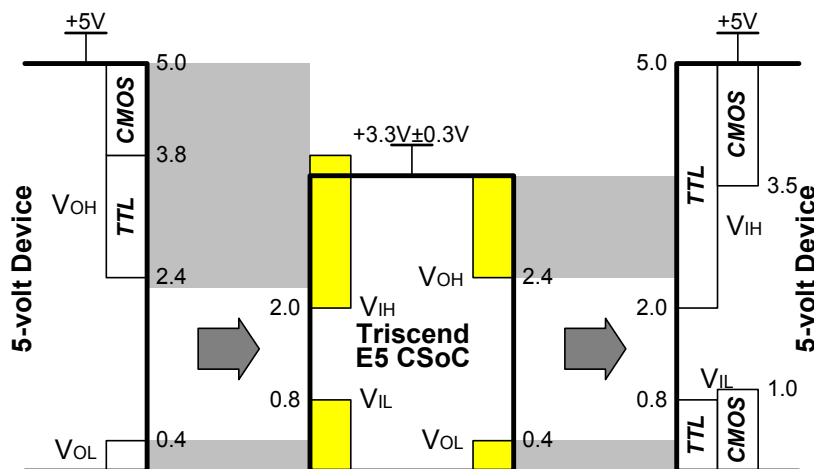 +5V
+5V
5.0
5.0
CMOS
CMOS
+3.3V±0.3V
3.8
3.5
5-volt Device
VOH
TTL
TTL
VIH
5-volt Device
2.4
VOH
2.4
2.0
VIH
2.0
Triscend
E5 CSoC
0.8
VIL
0.8
VIL
1.0
VOL
0.4
VOL
0.4
TTL
CMOS